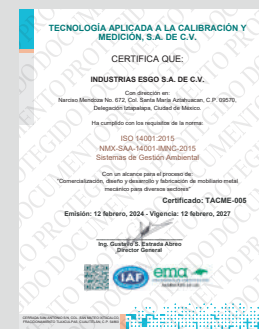 TECNOLOGÍA APLICADA A LA CALIBRACIÓN Y
MEDICIÓN, S.A. DE C.V.
CERTIFICA QUE:
INDUSTRIAS ESGO S.A. DE C.V.
Con dirección en:
Narciso Mendoza No. 672, Col. Santa María Aztahuacan, C.P. 09570,
Delegación Iztapalapa, Ciudad de México.
Ha cumplido con los requisitos de la norma:
ISO 14001:2015
NMX-SAA-14001-IMNC-2015
Sistemas de Gestión Ambiental
Con un alcance para el proceso de:
"Comercialización, diseño y desarrollo y fabricación de mobiliario metal
mecánico para diversos sectores"
Certificado: TACME-005
Emisión: 12 febrero, 2024 - Vigencia: 12 febrero, 2027
Ing. Gustavo S. Estrada Abreo
Director General
IAF
ema